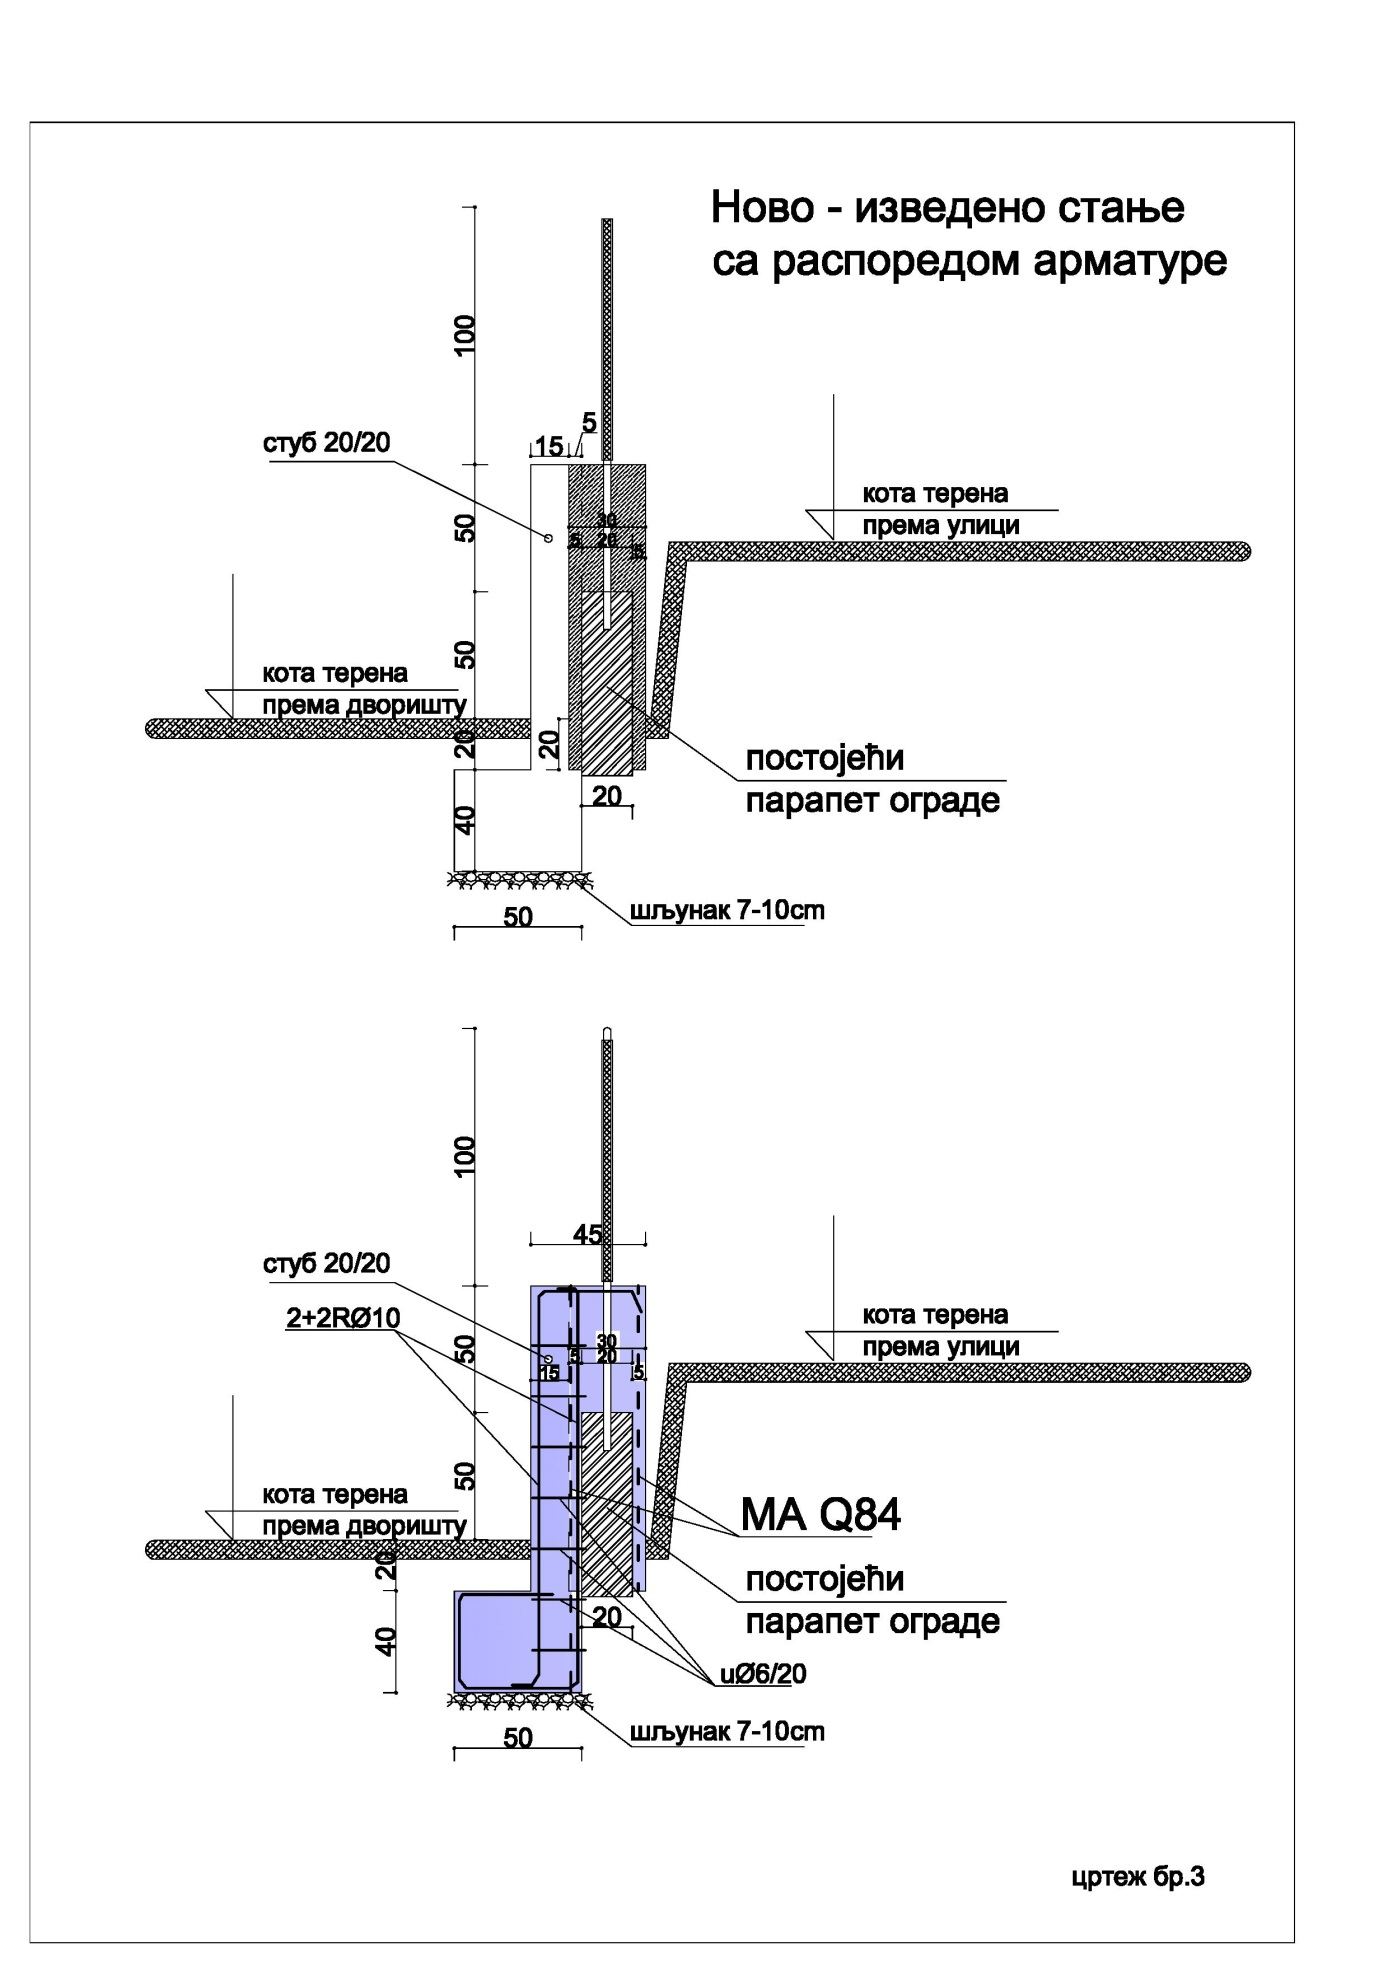 Ново - изведено стање
са распоредом арматуре
100
5
15
стуб 20/20
50
30
5
20
5
кота терена
према улици
50
кота терена
према дворишту
20
20
постојећи
парапет ограде
20
40
шљунак 7-10cm
50
100
45
стуб 20/20
2+2RØ10
50
30
5
20
15
5
кота терена
према улици
50
кота терена
према дворишту
MA Q84
20
постојећи
парапет ограде
20
40
uØ6/20
шљунак 7-10cm
50
цртеж бр.3